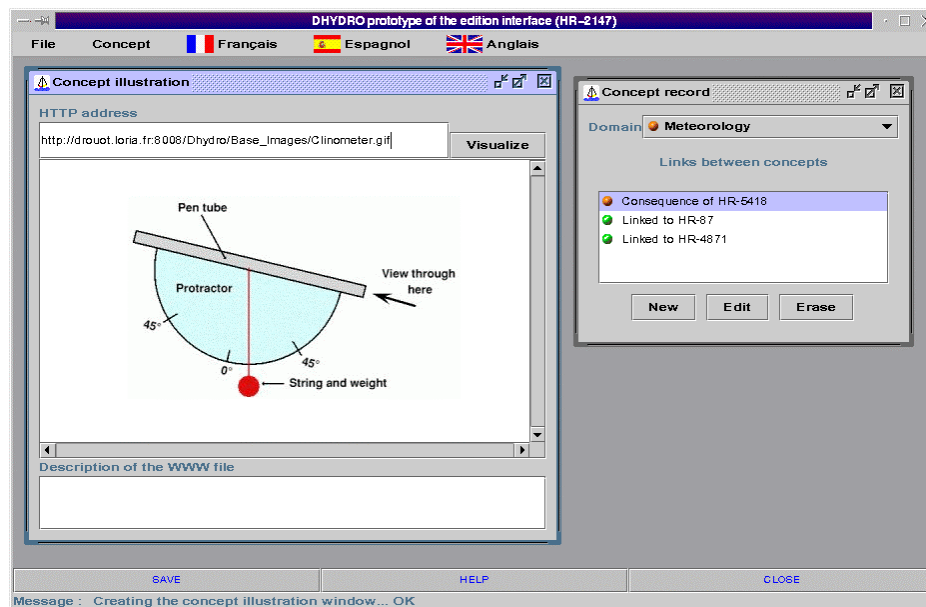 DHYDRO prototype of the edition interface (HR-2147)
File Concept Français Espagnol Anglais
Concept illustration
HTTP address
http://drouot.loria.fr:8008/Dhydro/Base_Images/Clinometer.gif
Visualize
Pen tube
View through
here
Protractor
45°
0°
45°
String and weight
Description of the WWW file
Concept record
Domain Meteorology
Links between concepts
Consequence of HR-5418
Linked to HR-87
Linked to HR-4871
New Edit Erase
SAVE HELP CLOSE
Message : Creating the concept illustration window... OK